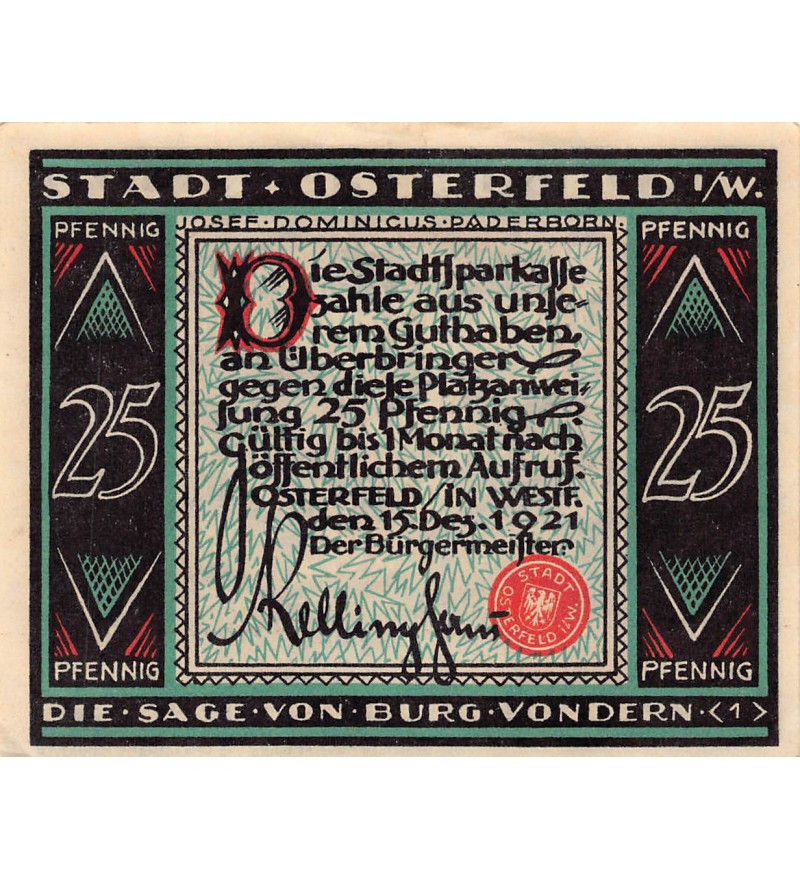 STADT · OSTERFELD I/W.
PFENNIG
JOSEF · DOMINICUS · PADERBORN.
PFENNIG
Die Stadtſparkaſſe
zahle aus unſe-
rem Guthaben,
an Überbringer
gegen dieſe Platzanwei-
ſung 25 Pfennig.
gültig bis 1 Monat nach
öffentlichem Aufruf.
OSTERFELD / IN WESTF.
den 15. Dez. 1921
Der Bürgermeiſter:
25
25
Kellinghaus
STADT
OSTERFELD I/W.
PFENNIG
PFENNIG
DIE · SAGE · VON · BURG · VONDERN · <1>